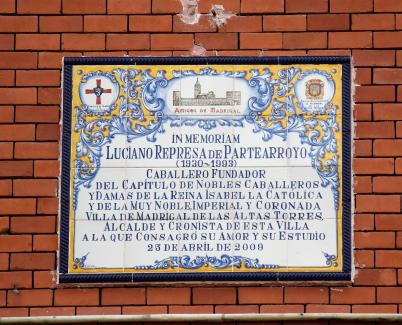 AMIGOS DE MADRIGAL
IN MEMORIAM
LUCIANO REPRESA DE PARTEARROYO
(1930-1993)
CABALLERO FUNDADOR
DEL CAPÍTULO DE NOBLES CABALLEROS
Y DAMAS DE LA REINA ISABEL LA CATÓLICA
Y DE LA MUY NOBLE, IMPERIAL Y CORONADA
VILLA DE MADRIGAL DE LAS ALTAS TORRES,
ALCALDE Y CRONISTA DE ESTA VILLA
A LA QUE CONSAGRÓ SU AMOR Y SU ESTUDIO
25 DE ABRIL DE 2009